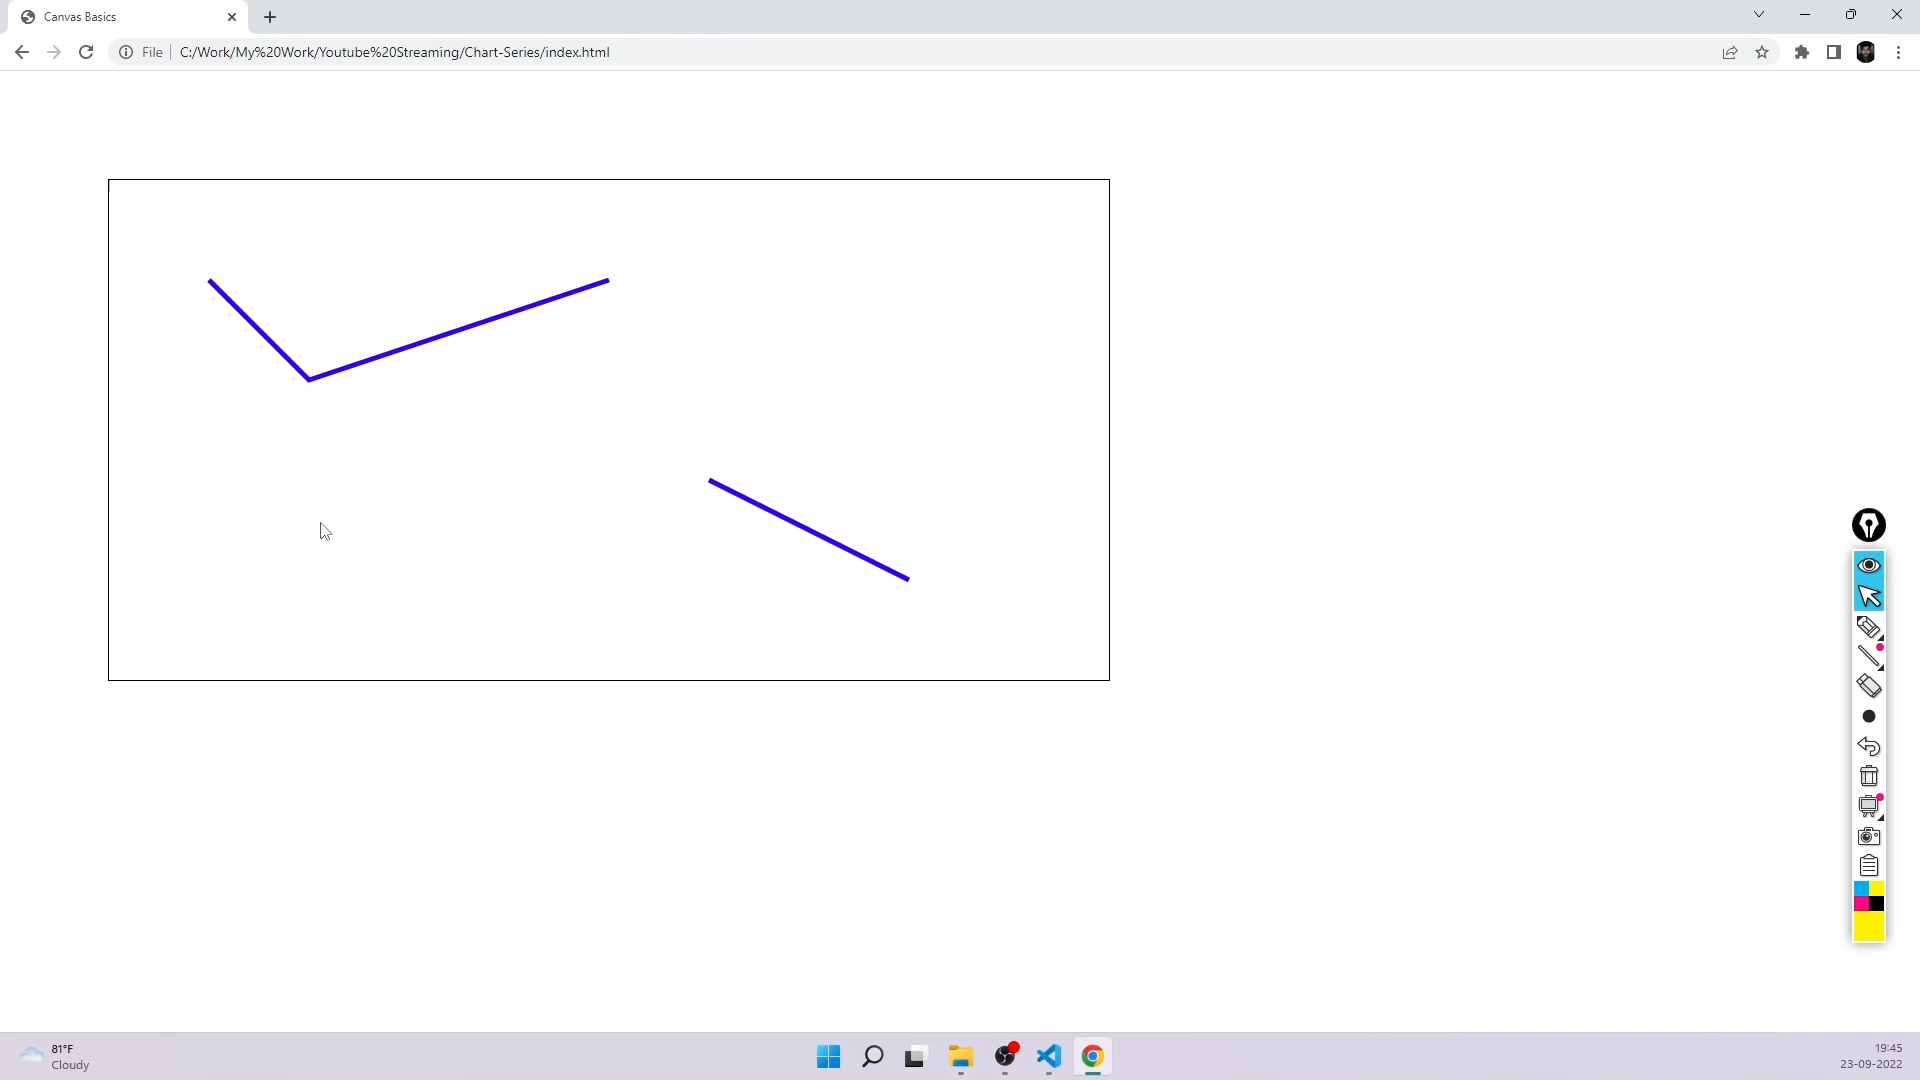 Canvas Basics
File
C:/Work/My%20Work/Youtube%20Streaming/Chart-Series/index.html
81°F
Cloudy
19:45
23-09-2022